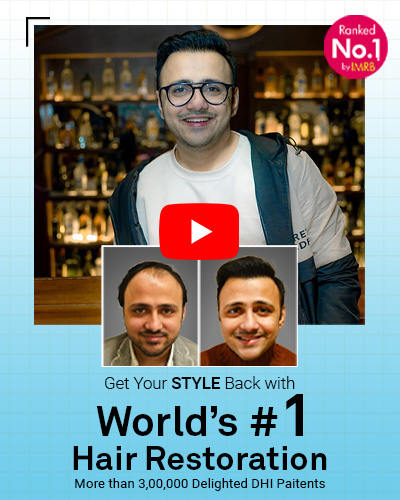 Ranked
No.1
by IMRB
Get Your STYLE Back with
World's #1
Hair Restoration
More than 3,00,000 Delighted DHI Paitents